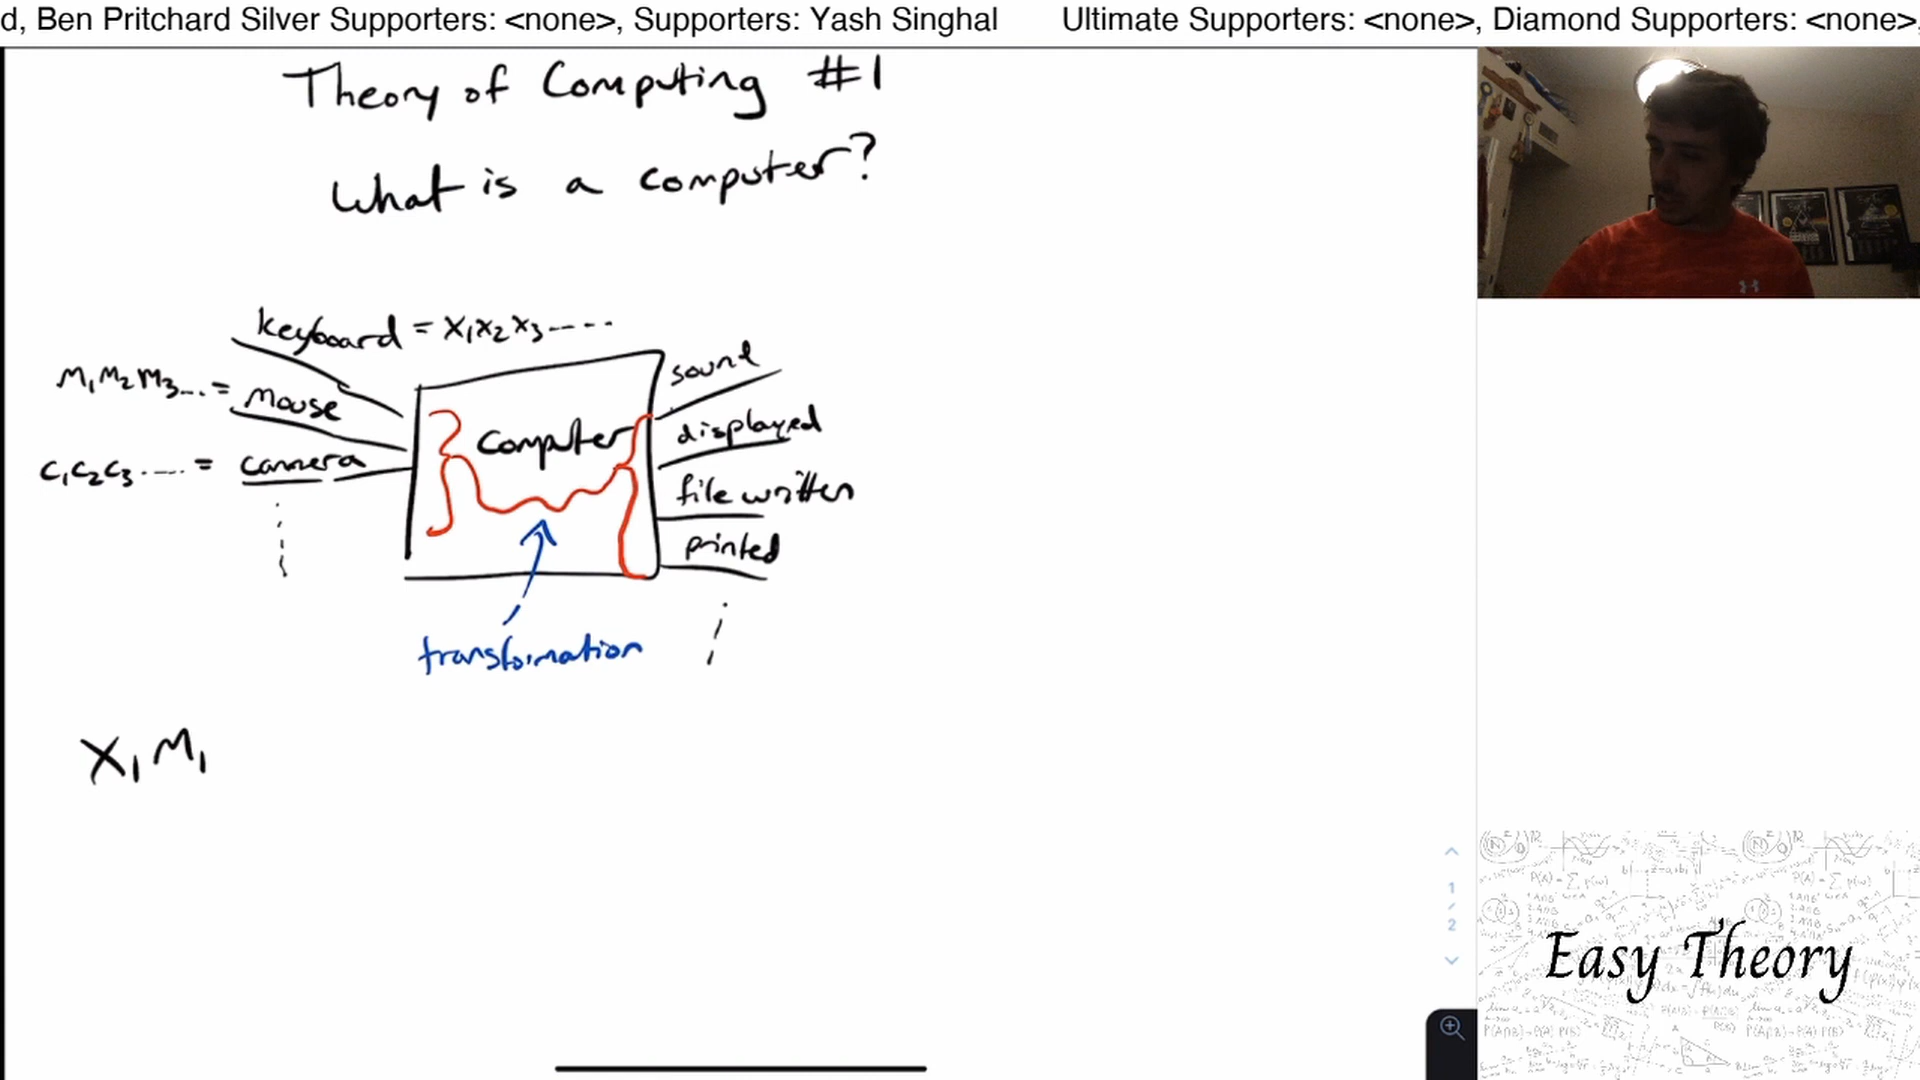 d, Ben Pritchard Silver Supporters: <none>, Supporters: Yash Singhal Ultimate Supporters: <none>, Diamond Supporters: <none>,
Theory of Computing #1
What is a computer?
keyboard = x₁x₂x₃----
M₁M₂M₃... = Mouse
C₁C₂C₃..... = camera
Computer
sound
displayed
file written
printed
transformation
X₁M₁
1
2
Easy Theory